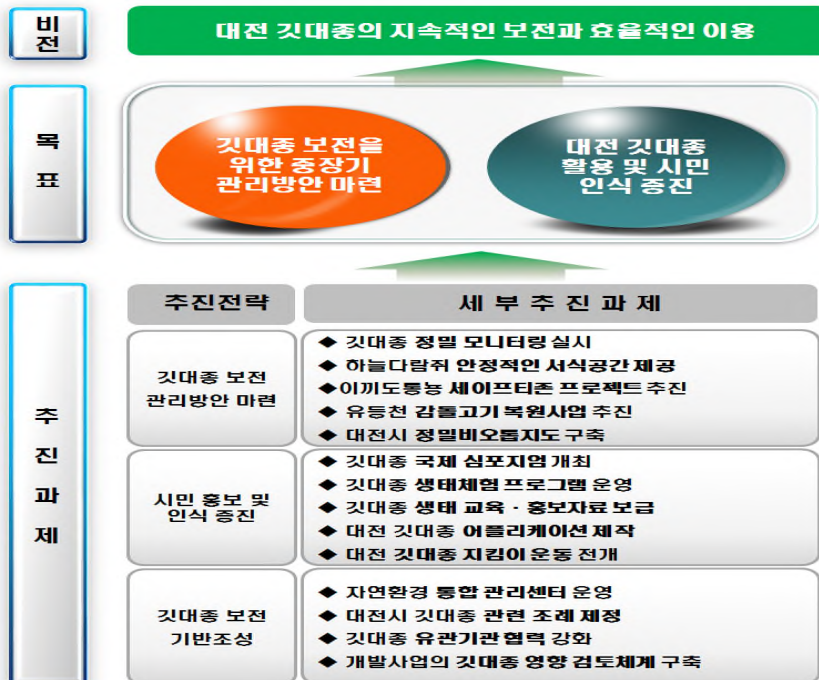 비
전
대전 깃대종의 지속적인 보전과 효율적인 이용
목
표
깃대종 보전을
위한 중장기
관리방안 마련
대전 깃대종
활용 및 시민
인식 증진
추
진
과
제
추진전략
세 부 추 진 과 제
깃대종 보전
관리방안 마련
◆ 깃대종 정밀 모니터링 실시
◆ 하늘다람쥐 안정적인 서식공간 제공
◆이끼도롱뇽 세이프티존 프로젝트 추진
◆ 유등천 감돌고기 복원사업 추진
◆ 대전시 정밀비오톱지도 구축
시민 홍보 및
인식 증진
◆ 깃대종 국제 심포지엄 개최
◆ 깃대종 생태체험 프로그램 운영
◆ 깃대종 생태 교육 · 홍보자료 보급
◆ 대전 깃대종 어플리케이션 제작
◆ 대전 깃대종 지킴이 운동 전개
깃대종 보전
기반조성
◆ 자연환경 통합 관리센터 운영
◆ 대전시 깃대종 관련 조례 제정
◆ 깃대종 유관기관 협력 강화
◆ 개발사업의 깃대종 영향 검토체계 구축